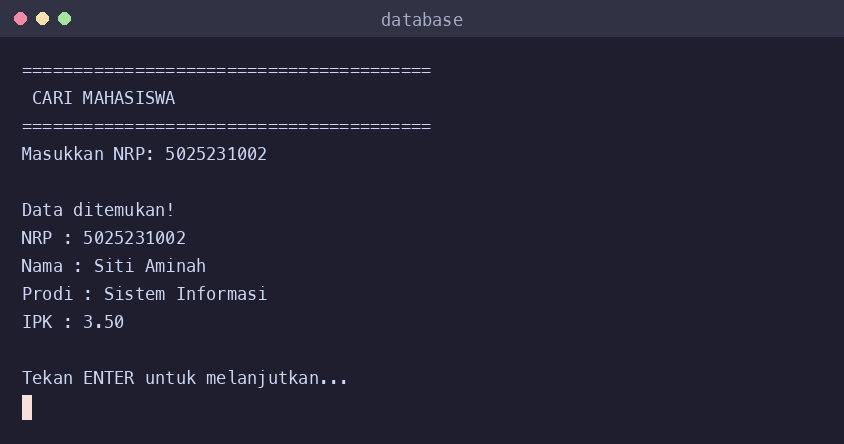 database
========================================
CARI MAHASISWA
========================================
Masukkan NRP: 5025231002
Data ditemukan!
NRP : 5025231002
Nama : Siti Aminah
Prodi : Sistem Informasi
IPK : 3.50
Tekan ENTER untuk melanjutkan...